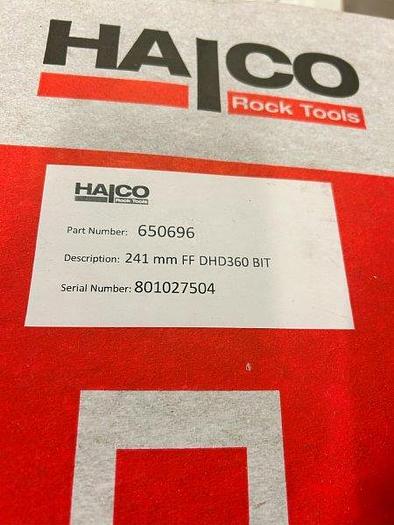 HALCO
Rock Tools
HALCO
Rock Tools
Part Number: 650696
Description: 241 mm FF DHD360 BIT
Serial Number: 801027504